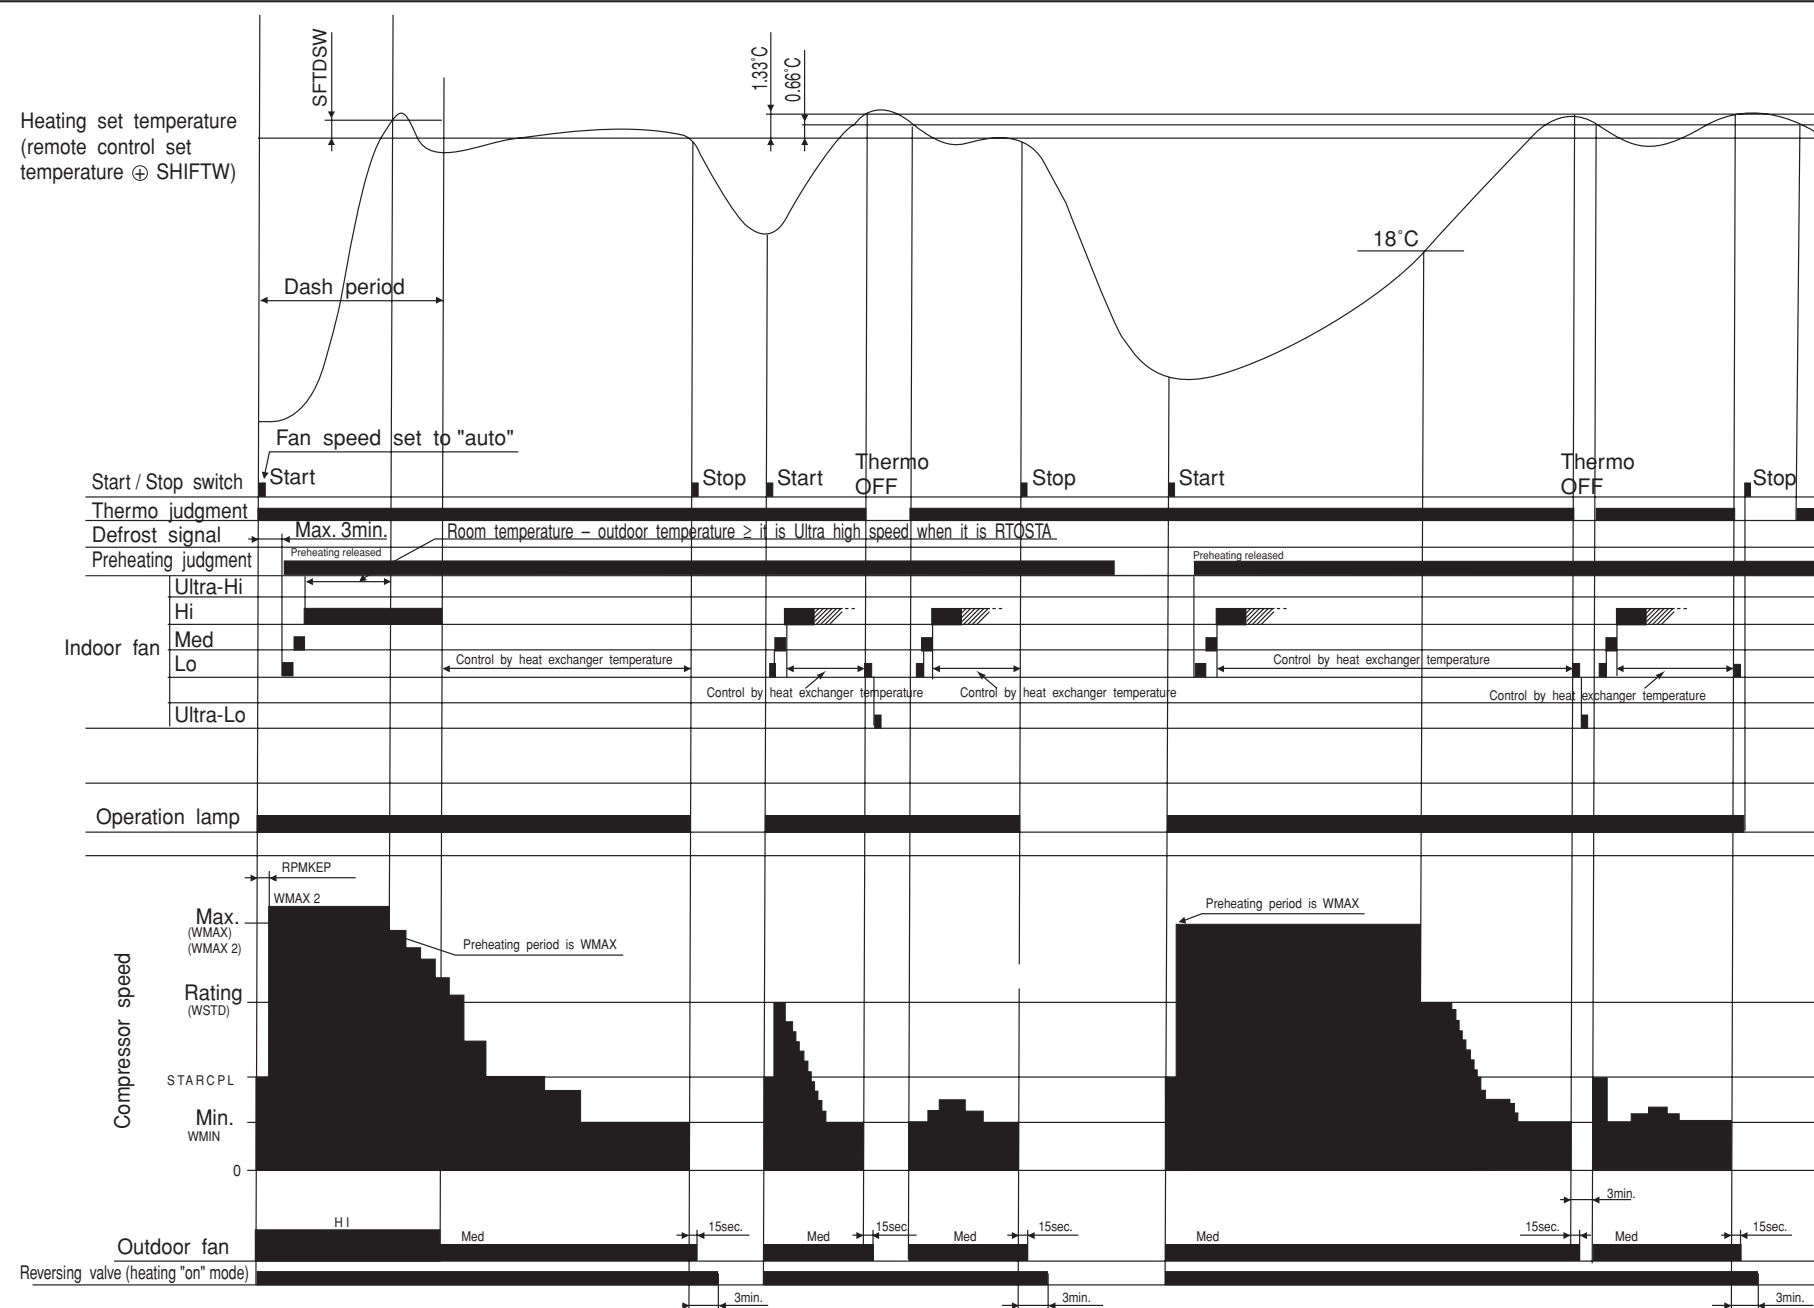 SFTDSW
1.33°C
0.66°C
Heating set temperature
(remote control set
temperature ⊕ SHIFTW)
18°C
Dash period
Fan speed set to "auto"
Start / Stop switch
Start
Stop
Start
Thermo
OFF
Stop
Start
Thermo
OFF
Stop
Thermo judgment
Defrost signal
Max. 3min.
Room temperature – outdoor temperature ≥ it is Ultra high speed when it is RTOSTA
Preheating judgment
Preheating released
Preheating released
Indoor fan
Ultra-Hi
Hi
Med
Lo
Control by heat exchanger temperature
Control by heat exchanger temperature
Control by heat exchanger temperature
Control by heat exchanger temperature
Control by heat exchanger temperature
Ultra-Lo
Operation lamp
RPMKEP
WMAX 2
Preheating period is WMAX
Preheating period is WMAX
Compressor speed
Max.
(WMAX)
(WMAX 2)
Rating
(WSTD)
STARCPL
Min.
WMIN
0
3min.
Outdoor fan
HI
Med
15sec.
Med
15sec.
Med
15sec.
Med
15sec.
Med
15sec.
Reversing valve (heating "on" mode)
3min.
3min.
3min.